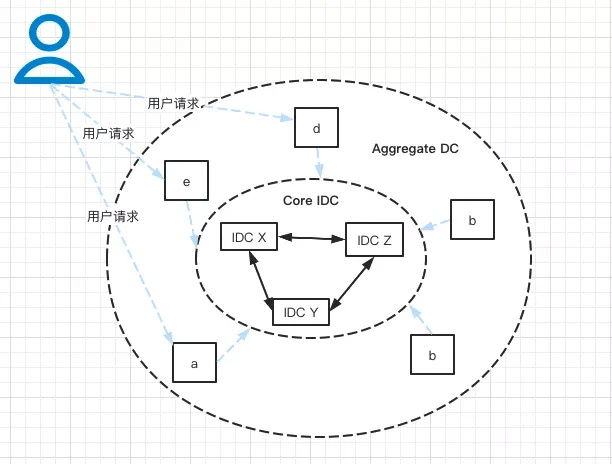 用户请求
d
用户请求
Aggregate DC
e
Core IDC
用户请求
b
IDC X
IDC Z
IDC Y
b
a